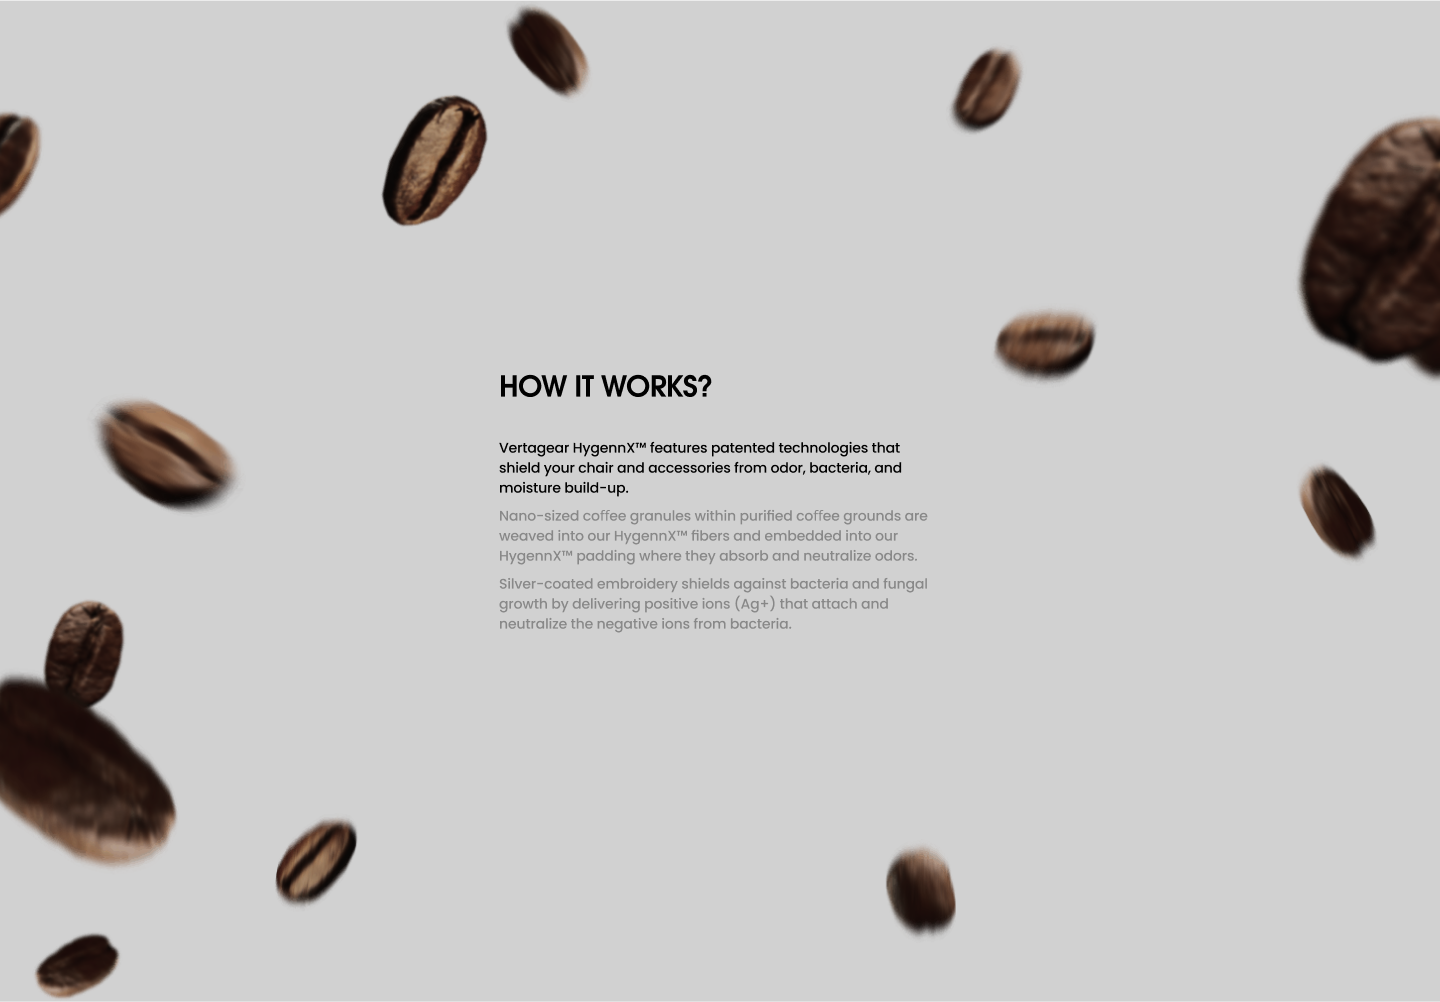 HOW IT WORKS?
Vertagear HygennX™ features patented technologies that
shield your chair and accessories from odor, bacteria, and
moisture build-up.
Nano-sized coffee granules within purified coffee grounds are
weaved into our HygennX™ fibers and embedded into our
HygennX™ padding where they absorb and neutralize odors.
Silver-coated embroidery shields against bacteria and fungal
growth by delivering positive ions (Ag+) that attach and
neutralize the negative ions from bacteria.